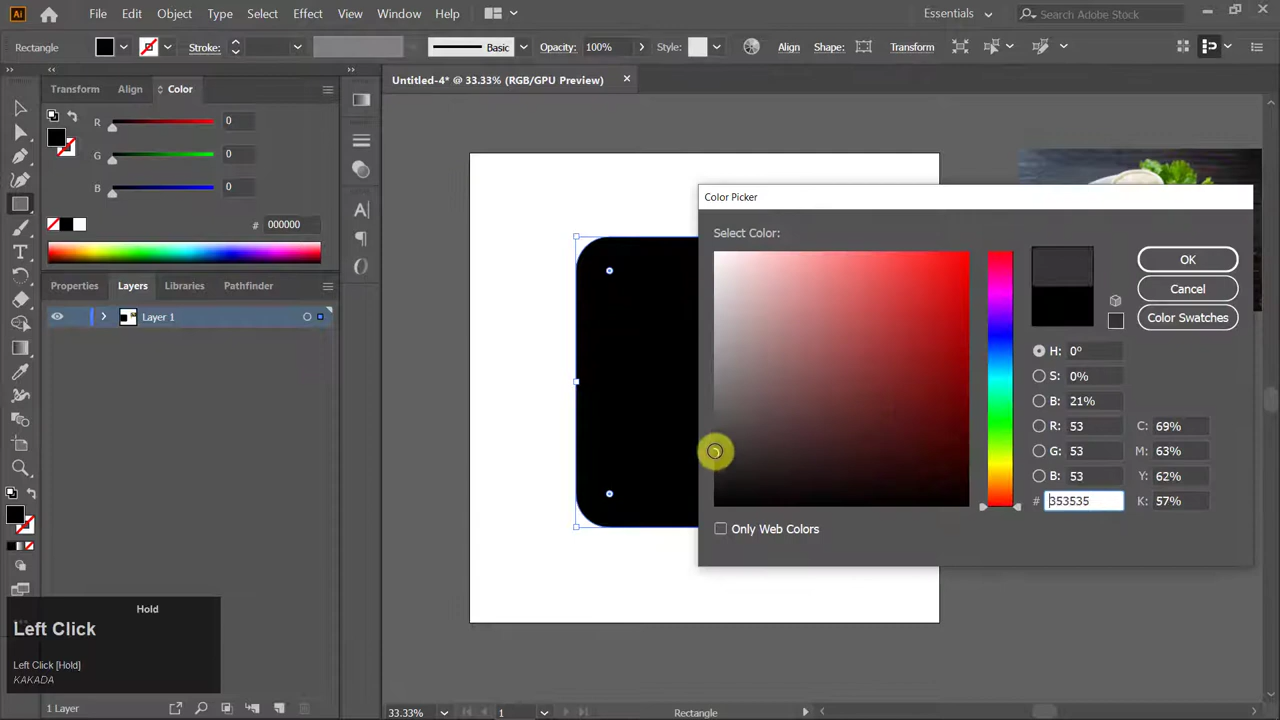 Ai File Edit Object Type Select Effect View Window Help Essentials Search Adobe Stock
Rectangle Stroke: Basic Opacity: 100% Style: Align Shape: Transform
Transform Align Color
Untitled-4* @ 33.33% (RGB/GPU Preview)
R 0
G 0
B 0
# 000000
Properties Layers Libraries Pathfinder
Layer 1
Color Picker
Select Color:
OK
Cancel
Color Swatches
H: 0º
S: 0%
B: 21%
R: 53 C: 69%
G: 53 M: 63%
B: 53 Y: 62%
# 353535 K: 57%
Only Web Colors
Hold
Left Click
Left Click [Hold]
KAKADA
1 Layer
33.33% 1 Rectangle